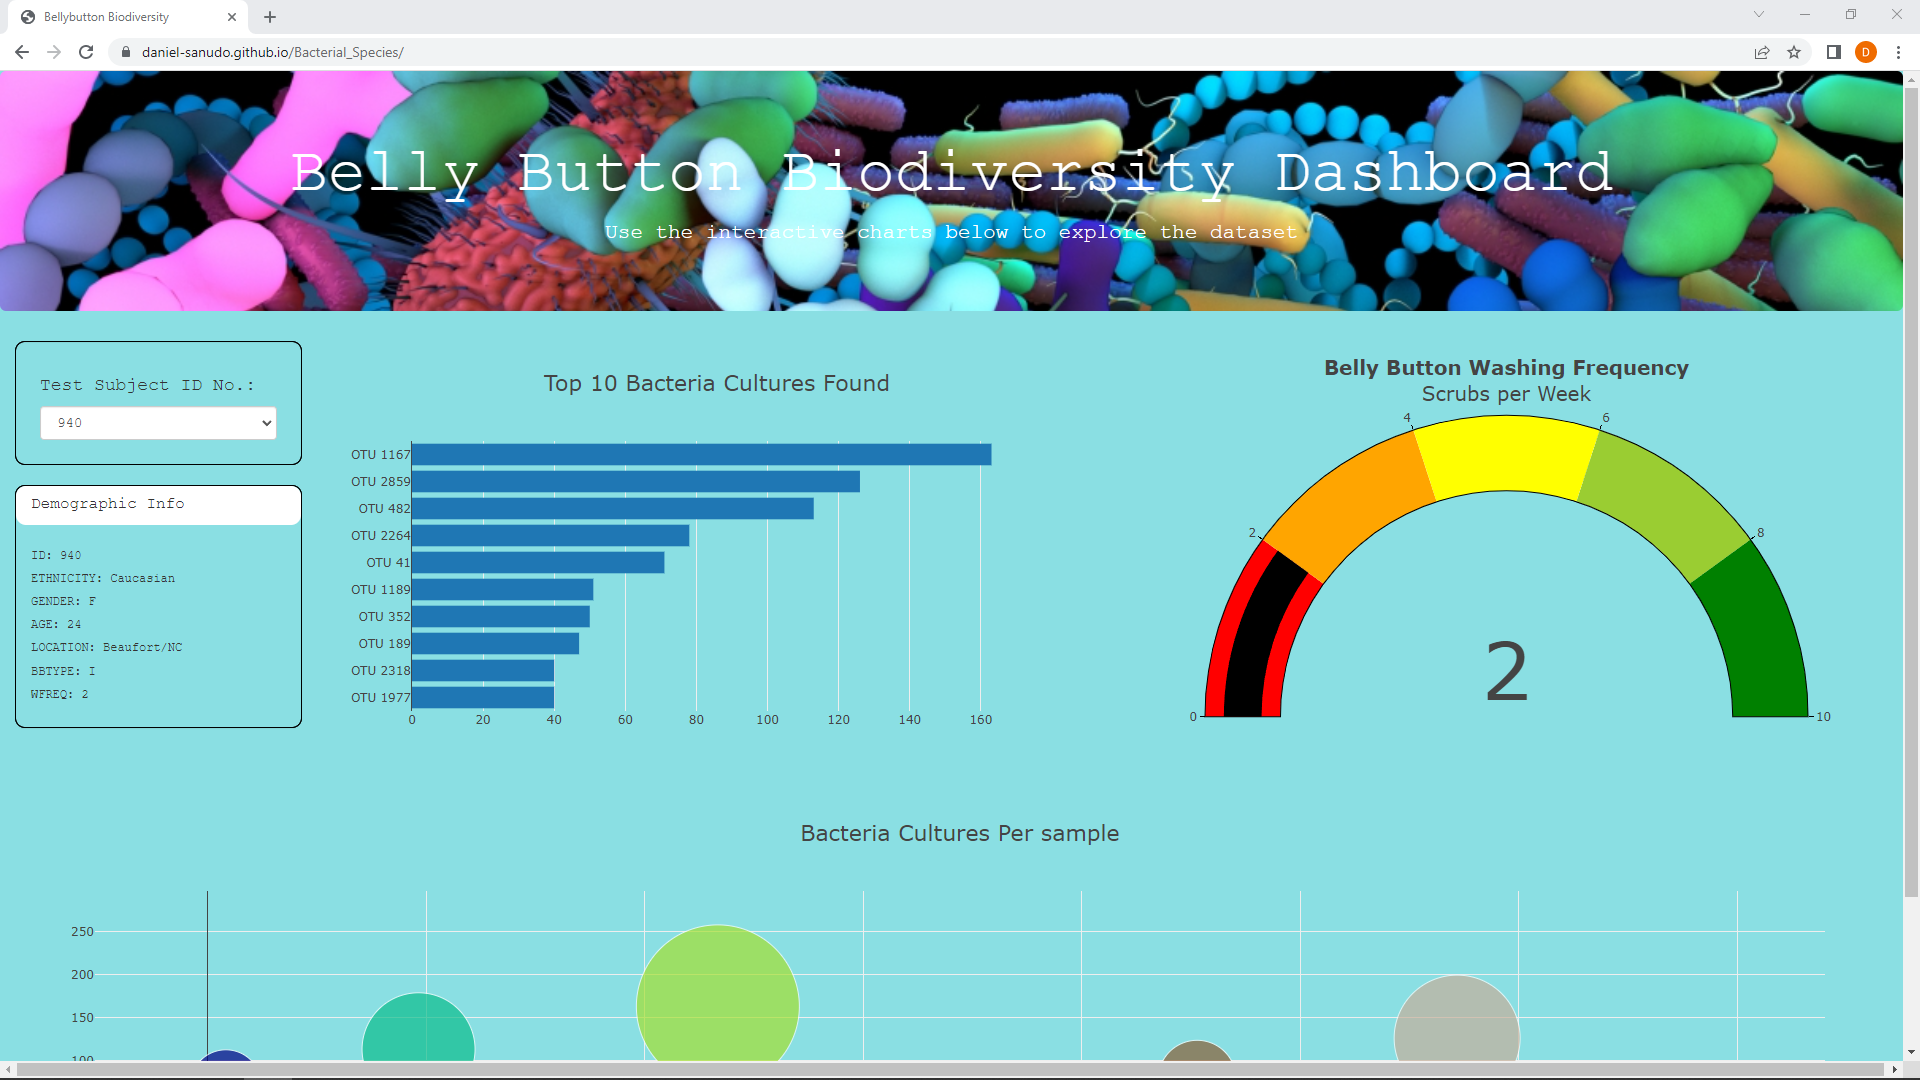 Bellybutton Biodiversity
daniel-sanudo.github.io/Bacterial_Species/
D
Belly Button Biodiversity Dashboard
Use the interactive charts below to explore the dataset
Test Subject ID No.:
940
Demographic Info
ID: 940
ETHNICITY: Caucasian
GENDER: F
AGE: 24
LOCATION: Beaufort/NC
BBTYPE: I
WFREQ: 2
Top 10 Bacteria Cultures Found
OTU 1167
OTU 2859
OTU 482
OTU 2264
OTU 41
OTU 1189
OTU 352
OTU 189
OTU 2318
OTU 1977
0 20 40 60 80 100 120 140 160
Belly Button Washing Frequency
Scrubs per Week
4 6
2 8
2
0 10
Bacteria Cultures Per sample
250
200
150
100